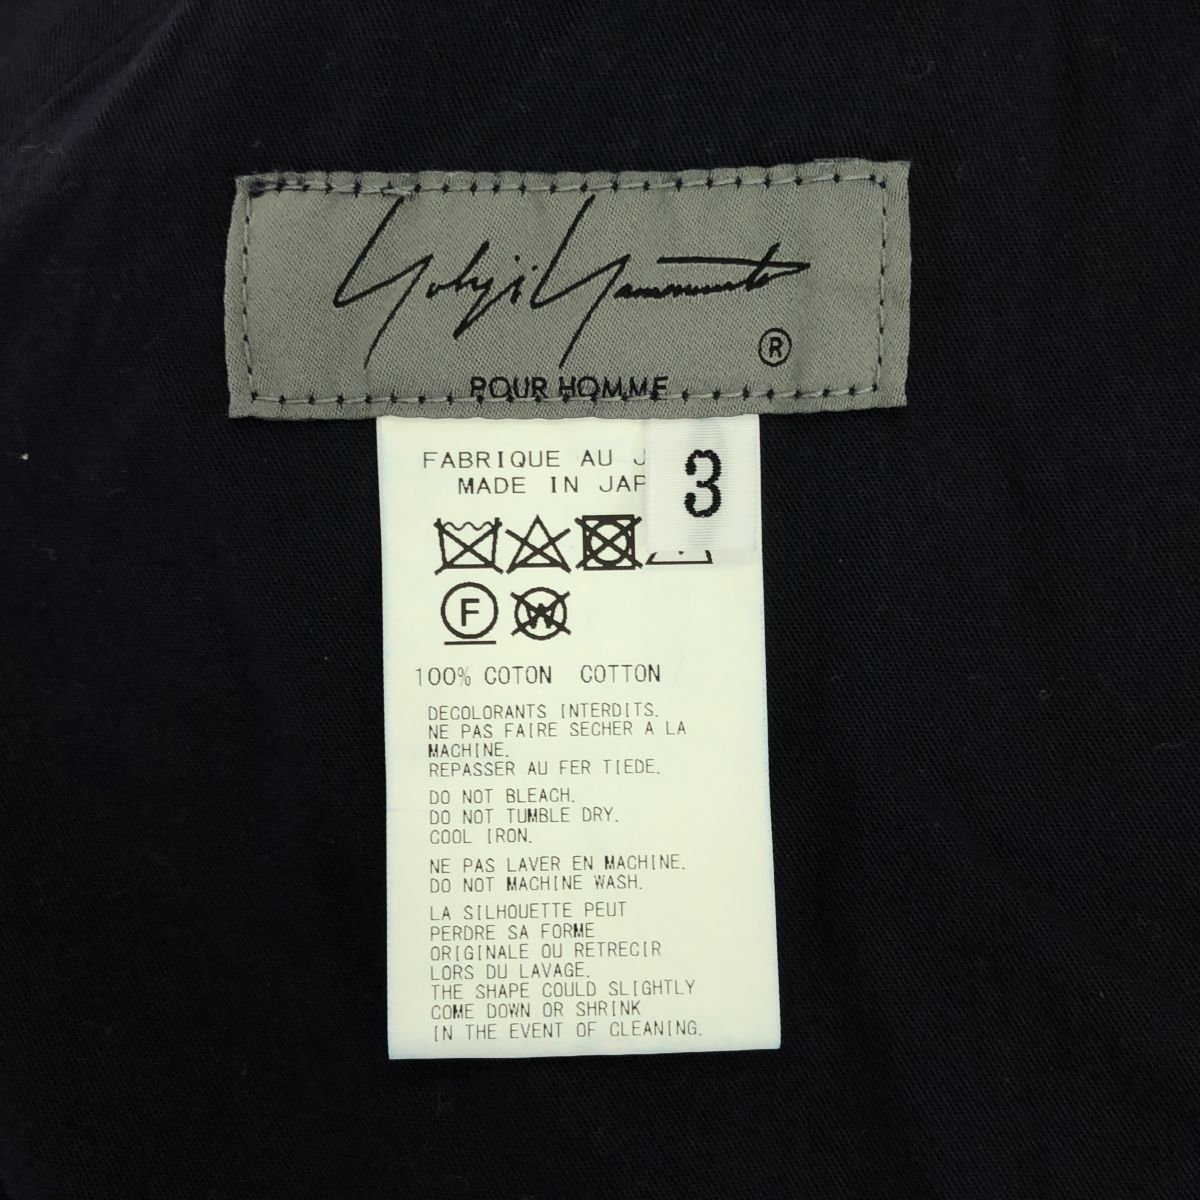 Yohji Yamamoto
®
POUR HOMME
FABRIQUE AU
MADE IN
3
F
W
100% COTON COTTON
DECOLORANTS INTERDITS.
NE PAS FAIRE SECHER A LA
MACHINE.
REPASSER AU FER TIEDE.
DO NOT BLEACH.
DO NOT TUMBLE DRY.
COOL IRON.
NE PAS LAVER EN MACHINE.
DO NOT MACHINE WASH.
LA SILHOUETTE PEUT
PERDRE SA FORME
ORIGINALE OU RETRECIR
LORS DU LAVAGE.
THE SHAPE COULD SLIGHTLY
COME DOWN OR SHRINK
IN THE EVENT OF CLEANING.